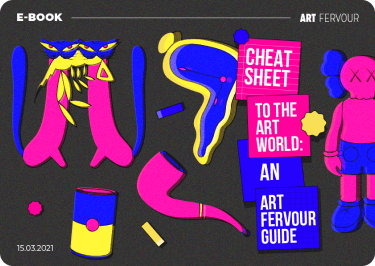 E-BOOK
ART FERVOUR
CHEAT
SHEET
TO THE
ART
WORLD:
AN
ART
FERVOUR
GUIDE
15.03.2021